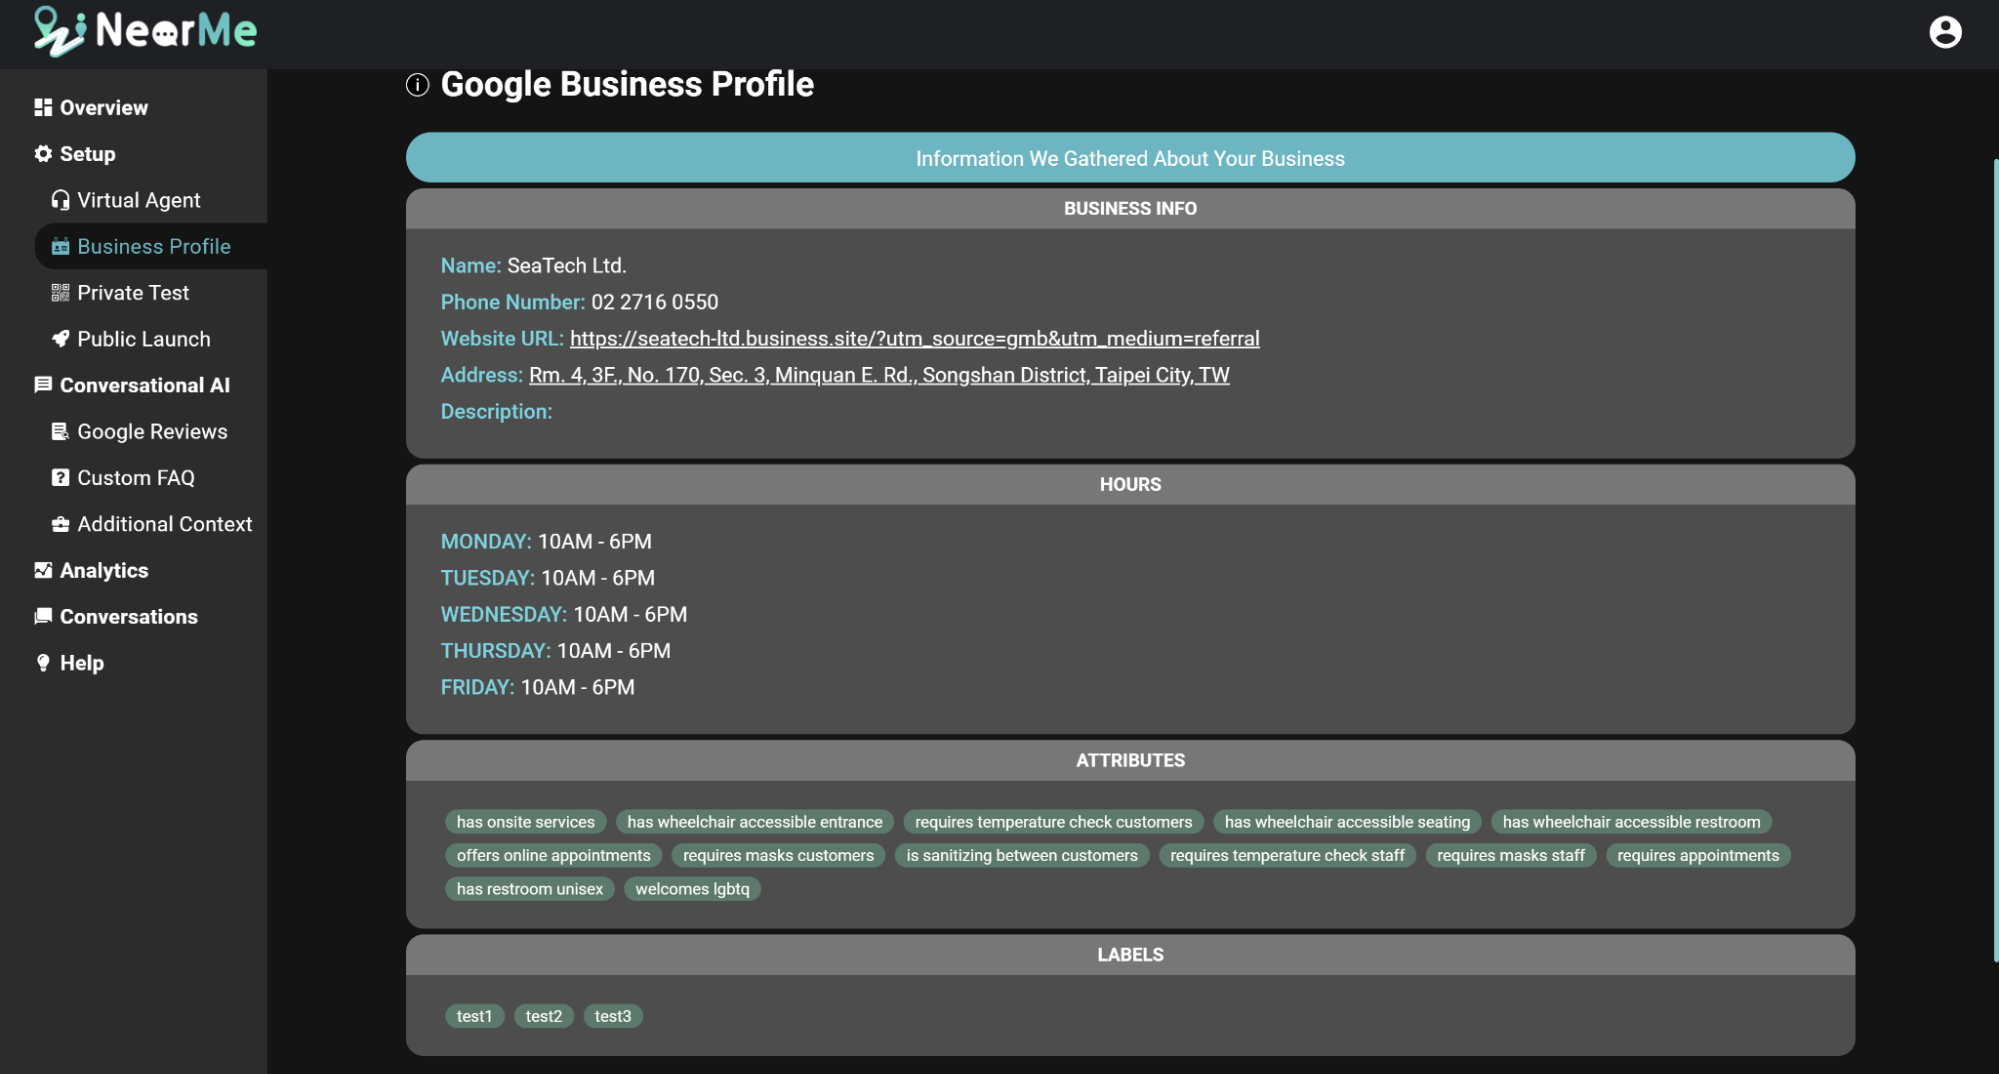 NearMe
Overview
Setup
Virtual Agent
Business Profile
Private Test
Public Launch
Conversational AI
Google Reviews
Custom FAQ
Additional Context
Analytics
Conversations
Help
Google Business Profile
Information We Gathered About Your Business
BUSINESS INFO
Name: SeaTech Ltd.
Phone Number: 02 2716 0550
Website URL: https://seatech-ltd.business.site/?utm_source=gmb&utm_medium=referral
Address: Rm. 4, 3F., No. 170, Sec. 3, Minquan E. Rd., Songshan District, Taipei City, TW
Description:
HOURS
MONDAY: 10AM - 6PM
TUESDAY: 10AM - 6PM
WEDNESDAY: 10AM - 6PM
THURSDAY: 10AM - 6PM
FRIDAY: 10AM - 6PM
ATTRIBUTES
has onsite services has wheelchair accessible entrance requires temperature check customers has wheelchair accessible seating has wheelchair accessible restroom
offers online appointments requires masks customers is sanitizing between customers requires temperature check staff requires masks staff requires appointments
has restroom unisex welcomes lgbtq
LABELS
test1 test2 test3